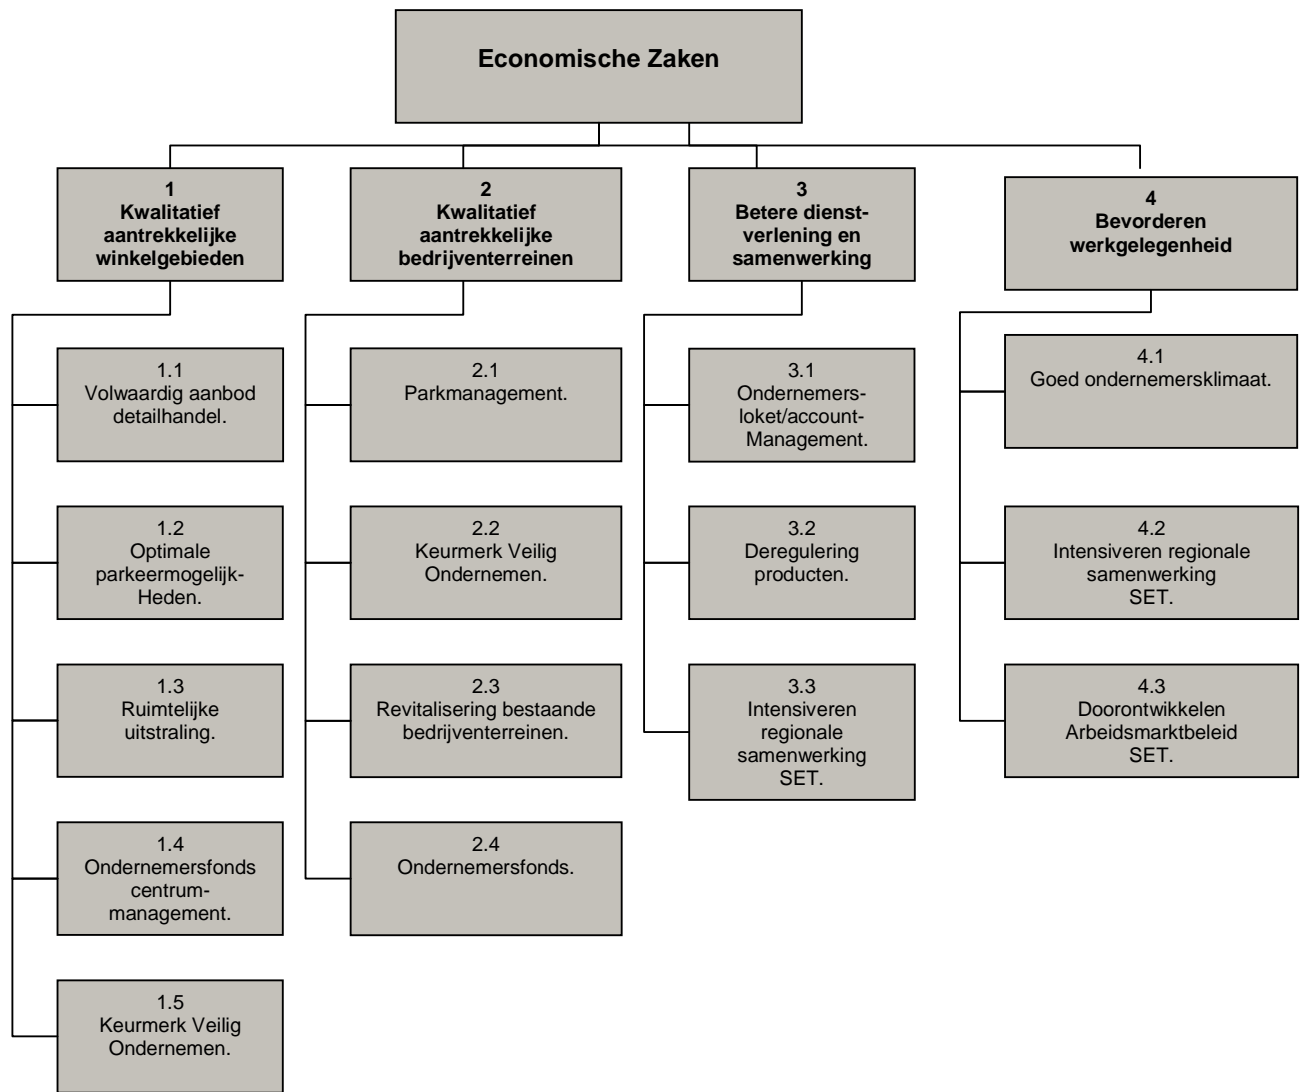 Economische Zaken
1
Kwalitatief
aantrekkelijke
winkelgebieden
2
Kwalitatief
aantrekkelijke
bedrijventerreinen
3
Betere dienst-
verlening en
samenwerking
4
Bevorderen
werkgelegenheid
1.1
Volwaardig aanbod
detailhandel.
1.2
Optimale
parkeermogelijk-
Heden.
1.3
Ruimtelijke
uitstraling.
1.4
Ondernemersfonds
centrum-
management.
1.5
Keurmerk Veilig
Ondernemen.
2.1
Parkmanagement.
2.2
Keurmerk Veilig
Ondernemen.
2.3
Revitalisering bestaande
bedrijventerreinen.
2.4
Ondernemersfonds.
3.1
Ondernemers-
loket/account-
Management.
3.2
Deregulering
producten.
3.3
Intensiveren
regionale
samenwerking
SET.
4.1
Goed ondernemersklimaat.
4.2
Intensiveren regionale
samenwerking
SET.
4.3
Doorontwikkelen
Arbeidsmarktbeleid
SET.